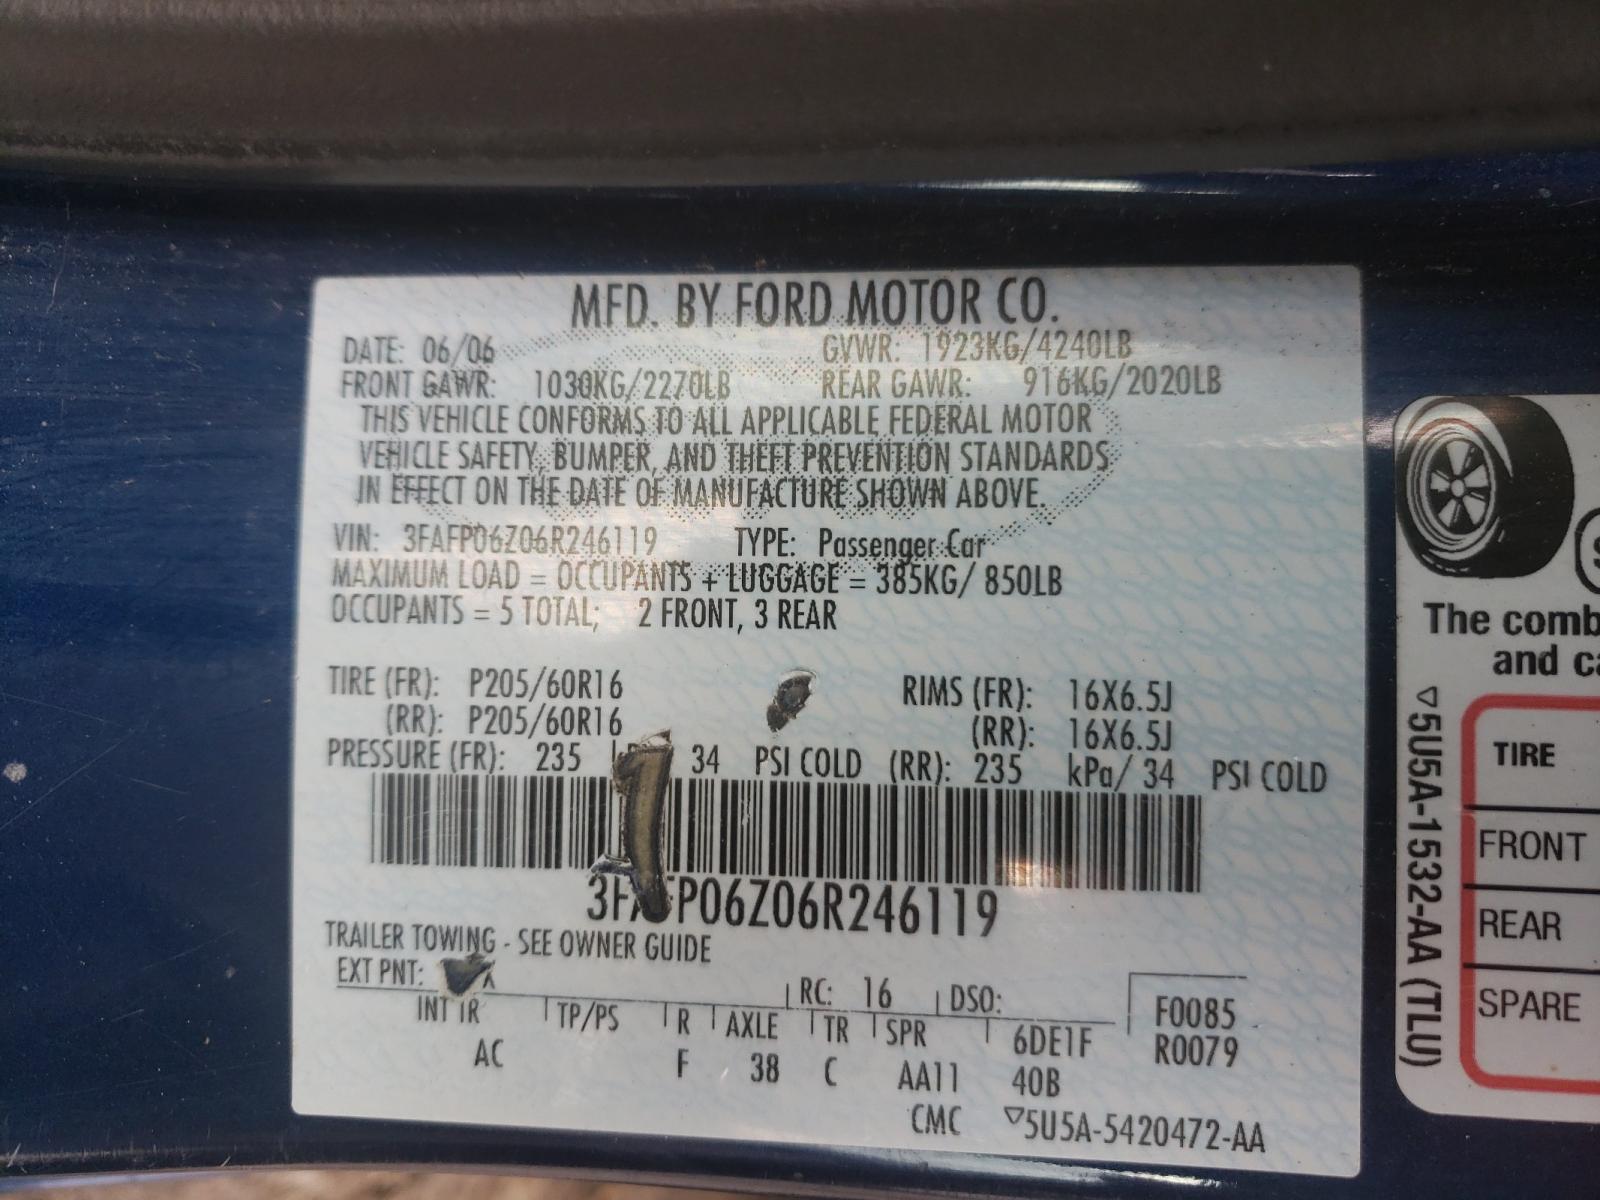 MFD. BY FORD MOTOR CO.
DATE: 06/06 GVWR: 1923KG/4240LB
FRONT GAWR: 1030KG/2270LB REAR GAWR: 916KG/2020LB
THIS VEHICLE CONFORMS TO ALL APPLICABLE FEDERAL MOTOR
VEHICLE SAFETY, BUMPER, AND THEFT PREVENTION STANDARDS
IN EFFECT ON THE DATE OF MANUFACTURE SHOWN ABOVE.
VIN: 3FAFP06Z06R246119 TYPE: Passenger Car
MAXIMUM LOAD = OCCUPANTS + LUGGAGE = 385KG/ 850LB
OCCUPANTS = 5 TOTAL; 2 FRONT, 3 REAR
TIRE (FR): P205/60R16 RIMS (FR): 16X6.5J
(RR): P205/60R16 (RR): 16X6.5J
PRESSURE (FR): 235 34 PSI COLD (RR): 235 kPa/ 34 PSI COLD
3FAFP06Z06R246119
TRAILER TOWING - SEE OWNER GUIDE
EXT PNT: RC: 16 DSO: F0085
INT TR TP/PS R AXLE TR SPR 6DE1F R0079
AC F 38 C AA11 40B
CMC ▽5U5A-5420472-AA
The comb
and ca
▽5U5A-1532-AA (TLU)
TIRE
FRONT
REAR
SPARE